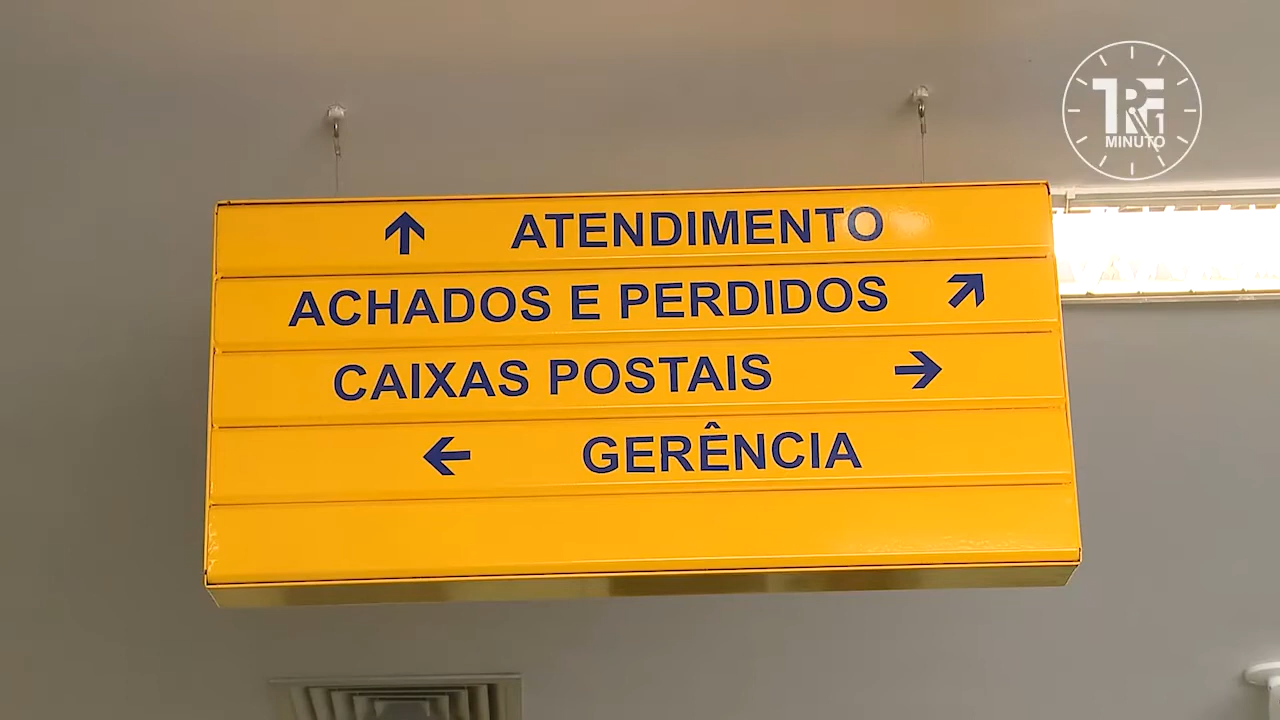 TRF1
MINUTO
ATENDIMENTO
ACHADOS E PERDIDOS
CAIXAS POSTAIS
GERÊNCIA